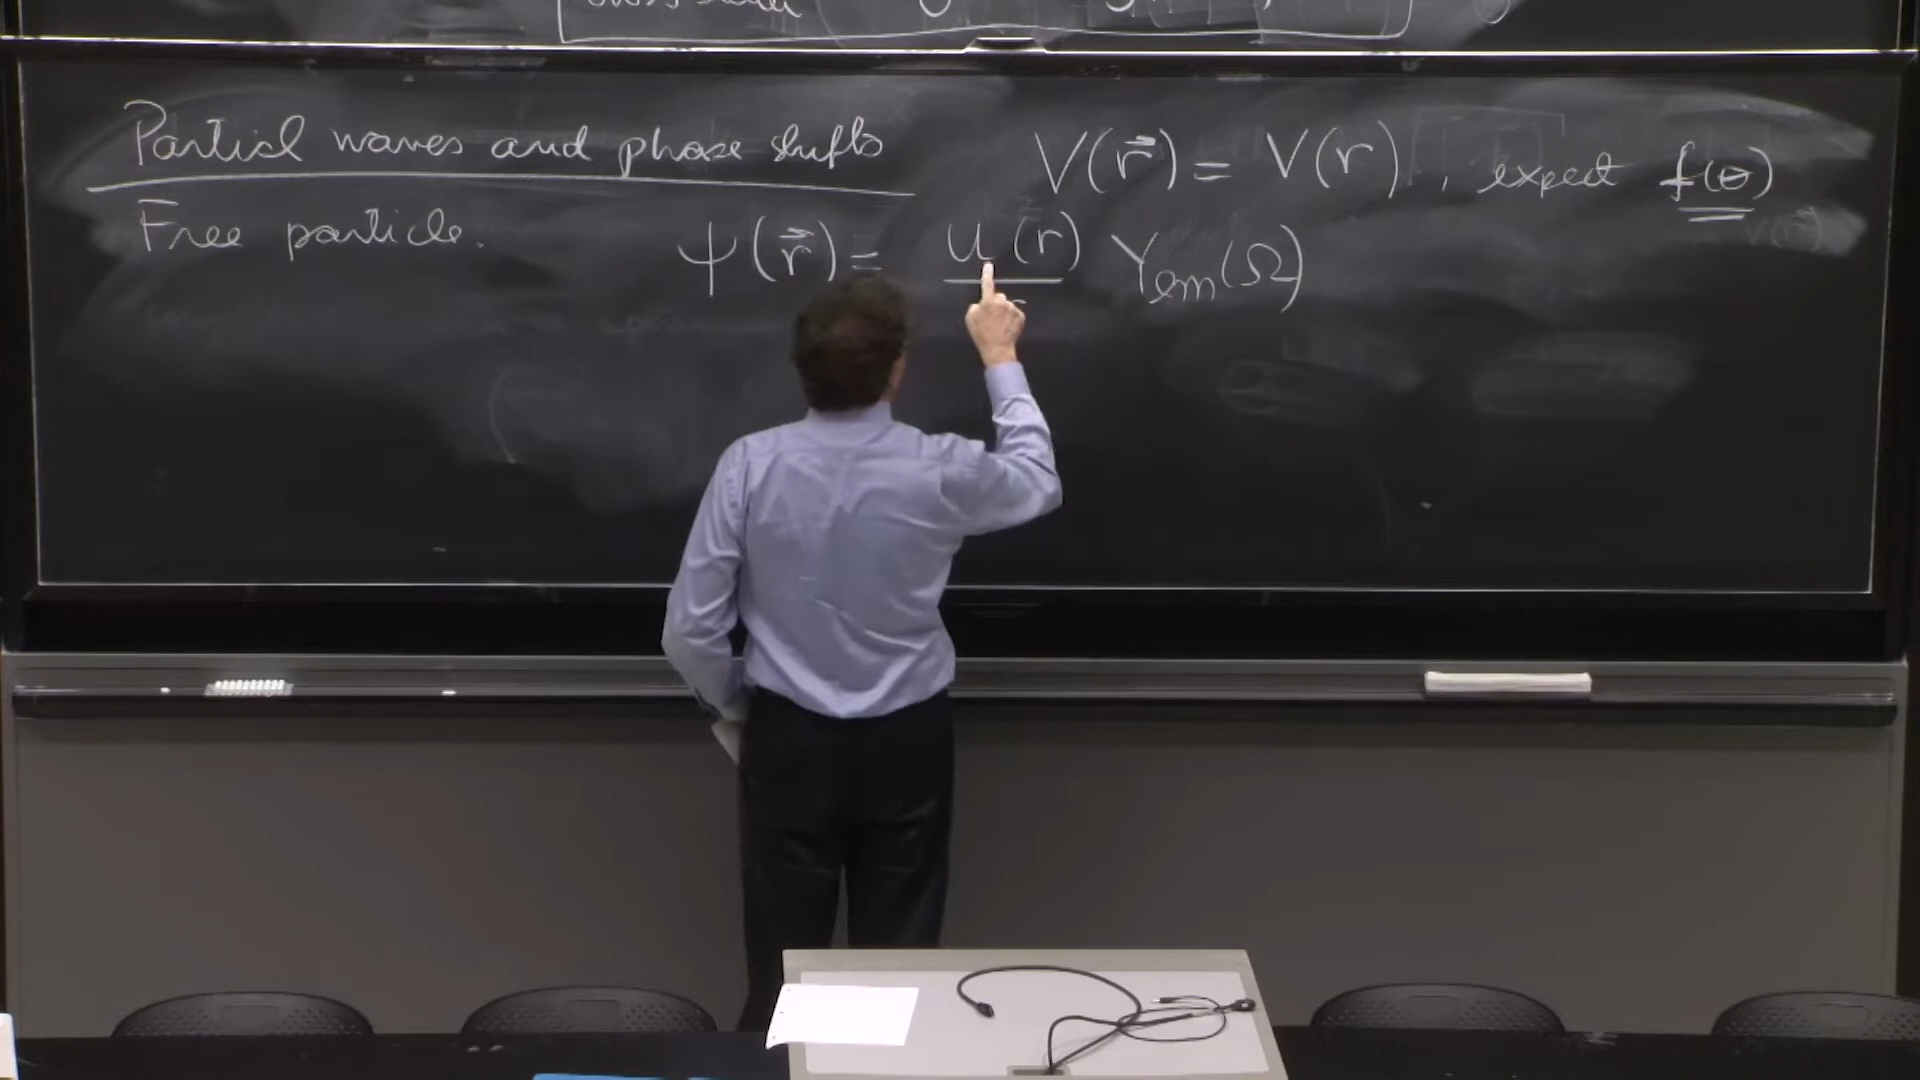 Partial waves and phase shifts
V(r⃗) = V(r), expect f(θ)
Free particle.
ψ(r⃗) = u(r) Yℓm(Ω)